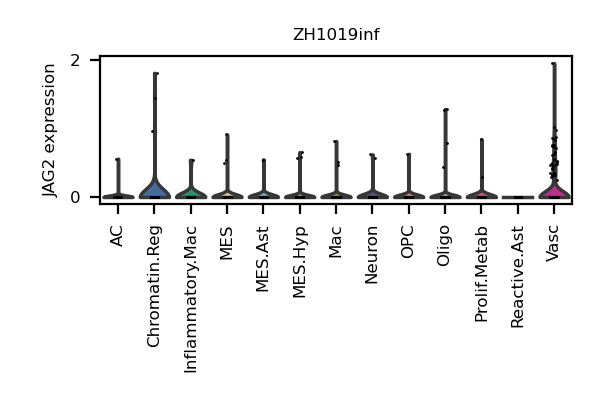 ZH1019inf
JAG2 expression
2
0
AC
Chromatin.Reg
Inflammatory.Mac
MES
MES.Ast
MES.Hyp
Mac
Neuron
OPC
Oligo
Prolif.Metab
Reactive.Ast
Vasc